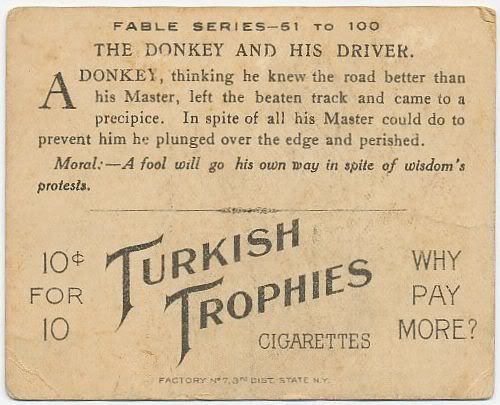 FABLE SERIES-51 TO 100
THE DONKEY AND HIS DRIVER.
A DONKEY, thinking he knew the road better than
his Master, left the beaten track and came to a
precipice. In spite of all his Master could do to
prevent him he plunged over the edge and perished.
Moral:—A fool will go his own way in spite of wisdom's
protests.
10¢
FOR
10
TURKISH
TROPHIES
CIGARETTES
WHY
PAY
MORE?
FACTORY Nº 7, 3RD DIST. STATE N.Y.